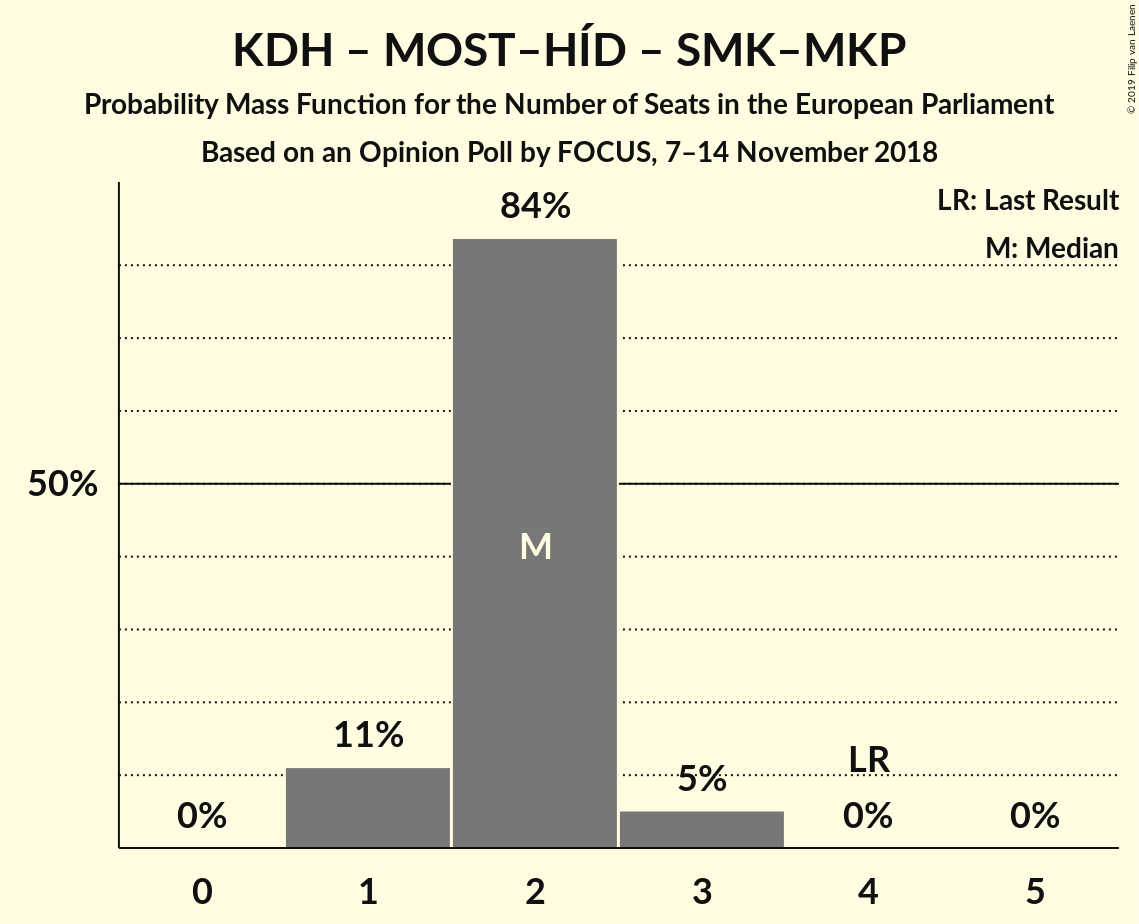 KDH – MOST–HÍD – SMK–MKP
Probability Mass Function for the Number of Seats in the European Parliament
Based on an Opinion Poll by FOCUS, 7–14 November 2018
© 2019 Filip van Laenen
LR: Last Result
M: Median
84%
50%
M
11%
LR
5%
0%
0%
0%
0
1
2
3
4
5